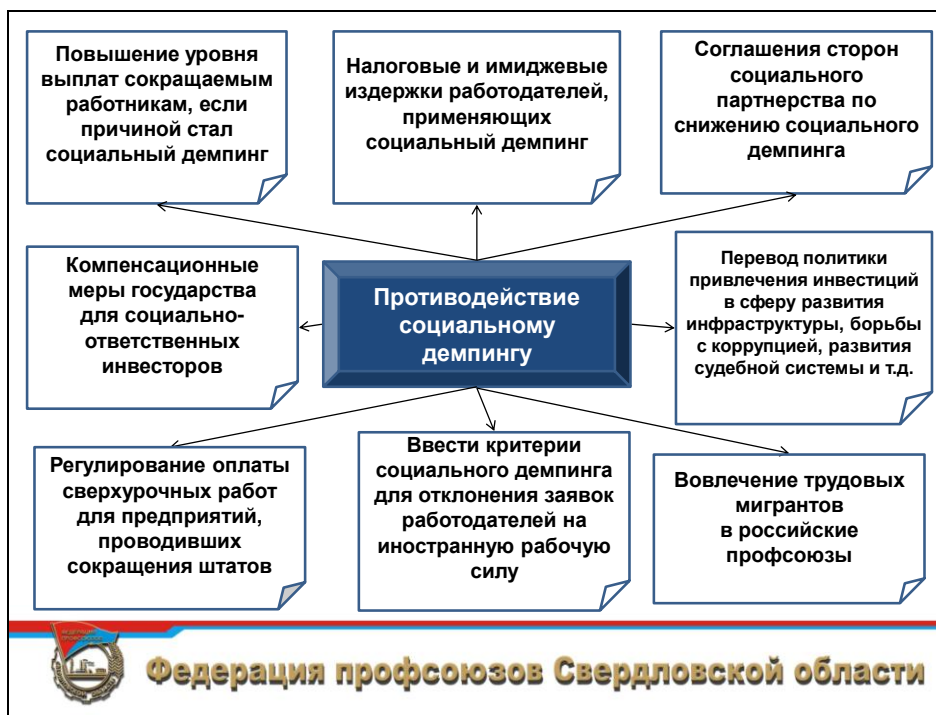 Повышение уровня
выплат сокращаемым
работникам, если
причиной стал
социальный демпинг
Налоговые и имиджевые
издержки работодателей,
применяющих
социальный демпинг
Соглашения сторон
социального
партнерства по
снижению социального
демпинга
Компенсационные
меры государства
для социально-
ответственных
инвесторов
Противодействие
социальному
демпингу
Перевод политики
привлечения инвестиций
в сферу развития
инфраструктуры, борьбы
с коррупцией, развития
судебной системы и т.д.
Регулирование оплаты
сверхурочных работ
для предприятий,
проводивших
сокращения штатов
Ввести критерии
социального демпинга
для отклонения заявок
работодателей на
иностранную рабочую
силу
Вовлечение трудовых
мигрантов
в российские
профсоюзы
ФЕДЕРАЦИЯ
ПРОФСОЮЗОВ
Федерация профсоюзов Свердловской области